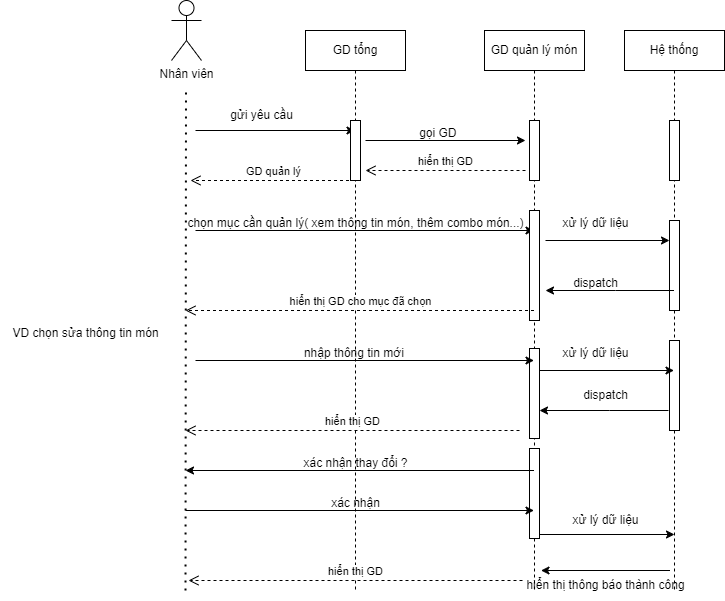 GD tổng
GD quản lý món
Hệ thống
Nhân viên
gửi yêu cầu
gọi GD
hiển thị GD
GD quản lý
chọn mục cần quản lý( xem thông tin món, thêm combo món...)
xử lý dữ liệu
dispatch
hiển thị GD cho mục đã chọn
VD chọn sửa thông tin món
nhập thông tin mới
xử lý dữ liệu
dispatch
hiển thị GD
xác nhận thay đổi ?
xác nhận
xử lý dữ liệu
hiển thị GD
hiển thị thông báo thành công